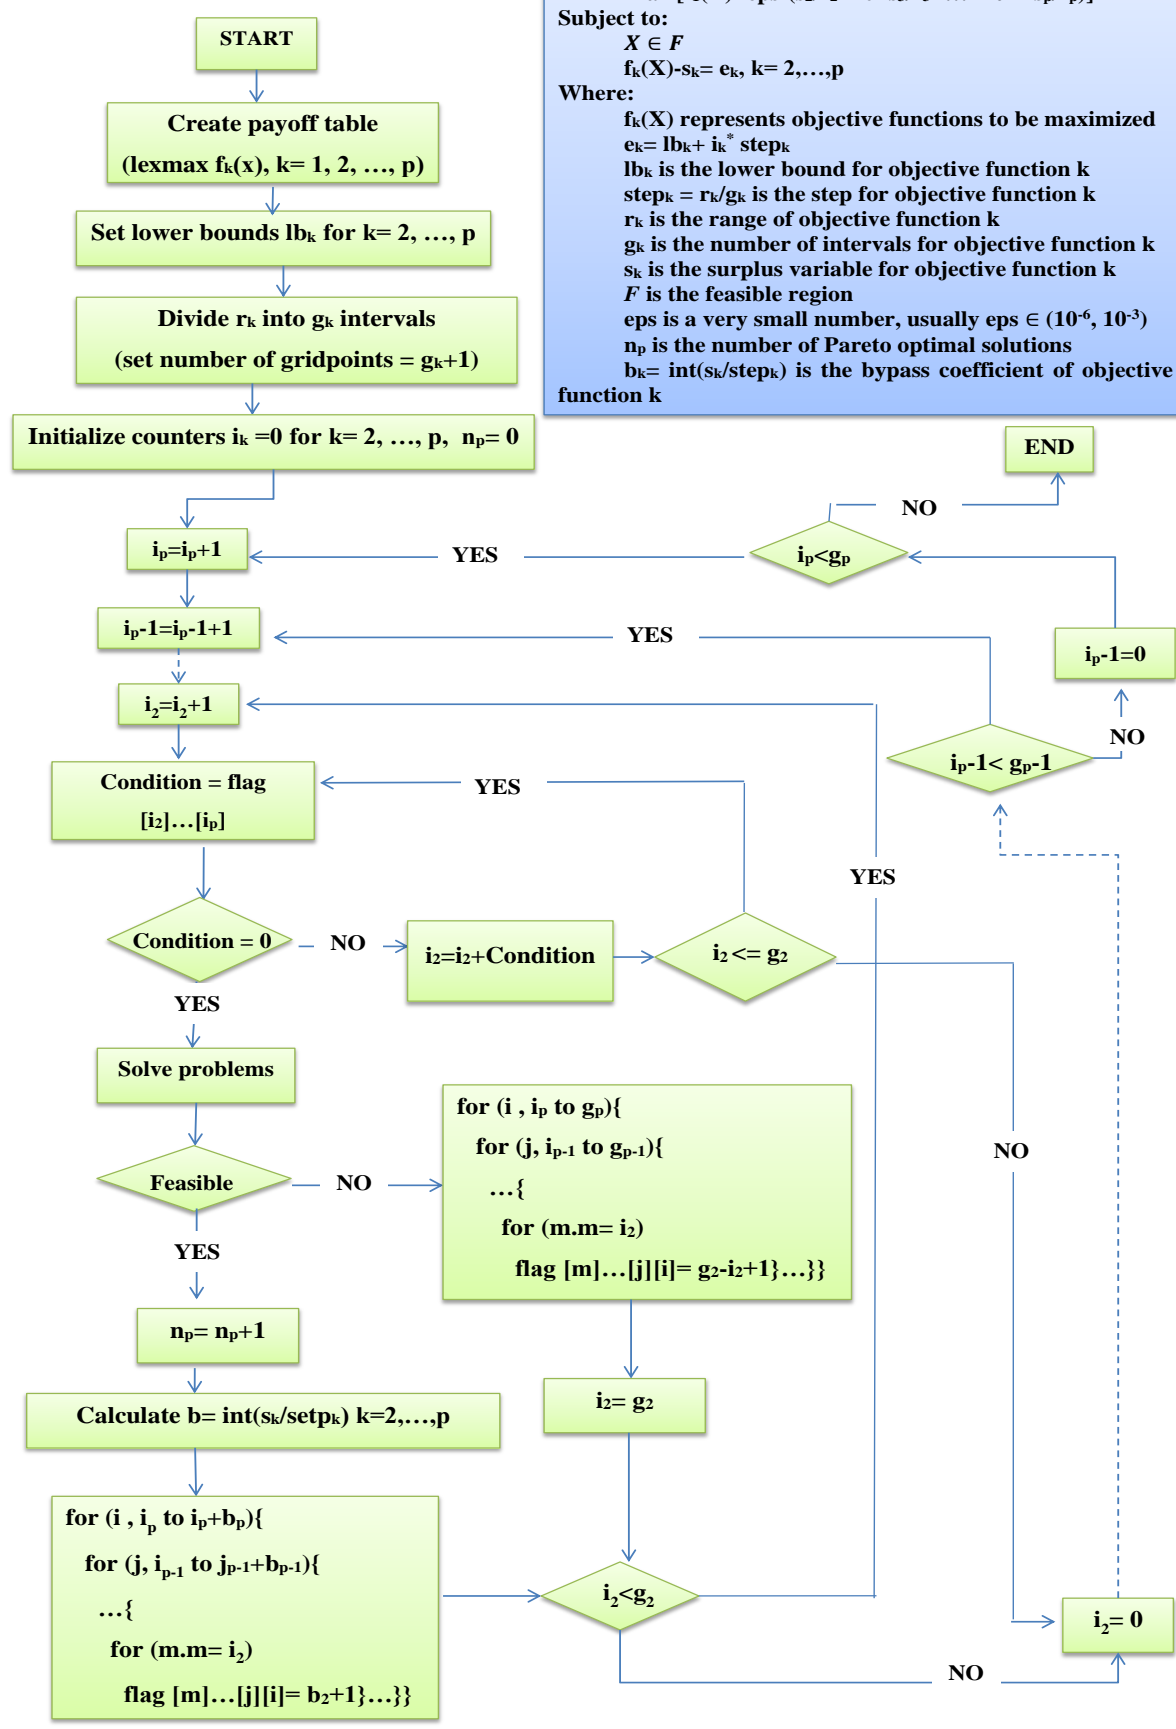 START
Create payoff table
(lexmax fk(x), k= 1, 2, …, p)
Set lower bounds lbk for k= 2, …, p
Divide rk into gk intervals
(set number of gridpoints = gk+1)
Initialize counters ik =0 for k= 2, …, p, np= 0
Subject to:
X ∈ F
fk(X)-sk= ek, k= 2,…,p
Where:
fk(X) represents objective functions to be maximized
ek= lbk+ ik* stepk
lbk is the lower bound for objective function k
stepk = rk/gk is the step for objective function k
rk is the range of objective function k
gk is the number of intervals for objective function k
sk is the surplus variable for objective function k
F is the feasible region
eps is a very small number, usually eps ∈ (10-6, 10-3)
np is the number of Pareto optimal solutions
bk= int(sk/stepk) is the bypass coefficient of objective
function k
END
NO
ip=ip+1
YES
ip<gp
ip-1=ip-1+1
YES
ip-1=0
i2=i2+1
NO
ip-1< gp-1
Condition = flag
[i2]…[ip]
YES
YES
Condition = 0
NO
i2=i2+Condition
i2 <= g2
YES
Solve problems
for (i , ip to gp){
for (j, ip-1 to gp-1){
…{
for (m.m= i2)
flag [m]…[j][i]= g2-i2+1}…}}
NO
Feasible
NO
YES
np= np+1
i2= g2
Calculate b= int(sk/setpk) k=2,…,p
for (i , ip to ip+bp){
for (j, ip-1 to jp-1+bp-1){
…{
for (m.m= i2)
flag [m]…[j][i]= b2+1}…}}
i2<g2
i2= 0
NO